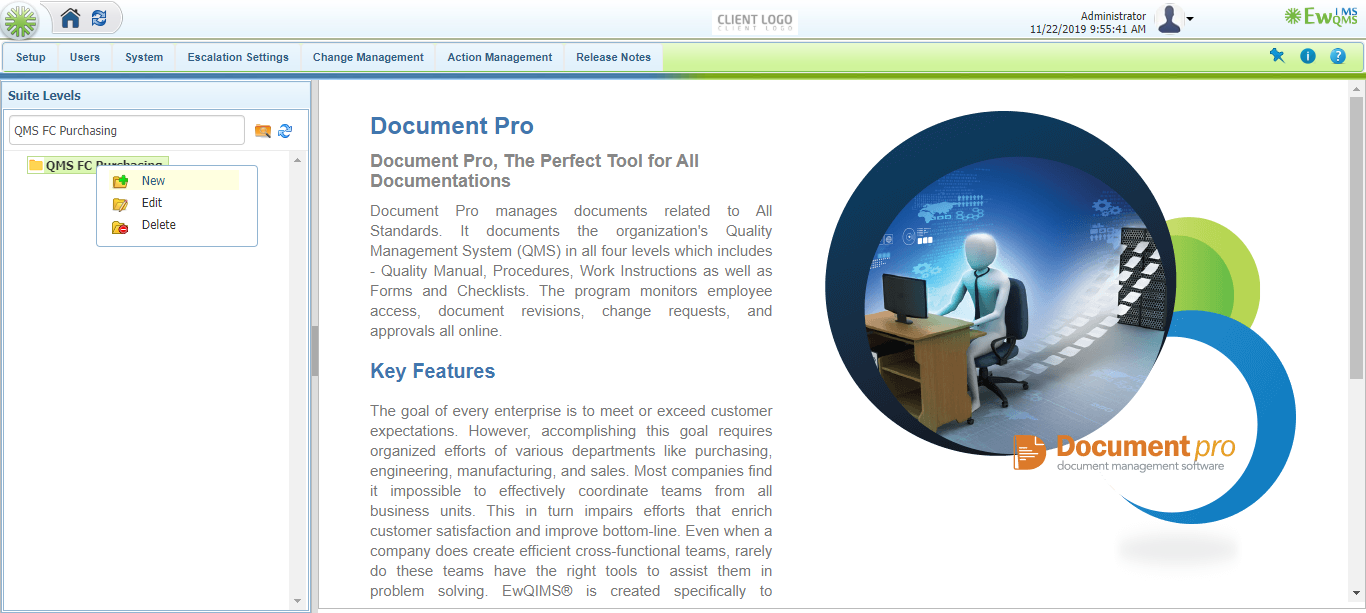 CLIENT LOGO
CLIENT LOGO
Administrator
11/22/2019 9:55:41 AM
EwQIMS
QMS
Setup Users System Escalation Settings Change Management Action Management Release Notes
Suite Levels
QMS FC Purchasing
QMS FC Purchasing
New
Edit
Delete
Document Pro
Document Pro, The Perfect Tool for All
Documentations
Document Pro manages documents related to All
Standards. It documents the organization's Quality
Management System (QMS) in all four levels which includes
- Quality Manual, Procedures, Work Instructions as well as
Forms and Checklists. The program monitors employee
access, document revisions, change requests, and
approvals all online.
Key Features
The goal of every enterprise is to meet or exceed customer
expectations. However, accomplishing this goal requires
organized efforts of various departments like purchasing,
engineering, manufacturing, and sales. Most companies find
it impossible to effectively coordinate teams from all
business units. This in turn impairs efforts that enrich
customer satisfaction and improve bottom-line. Even when a
company does create efficient cross-functional teams, rarely
do these teams have the right tools to assist them in
problem solving. EwQIMS® is created specifically to
Document pro
document management software